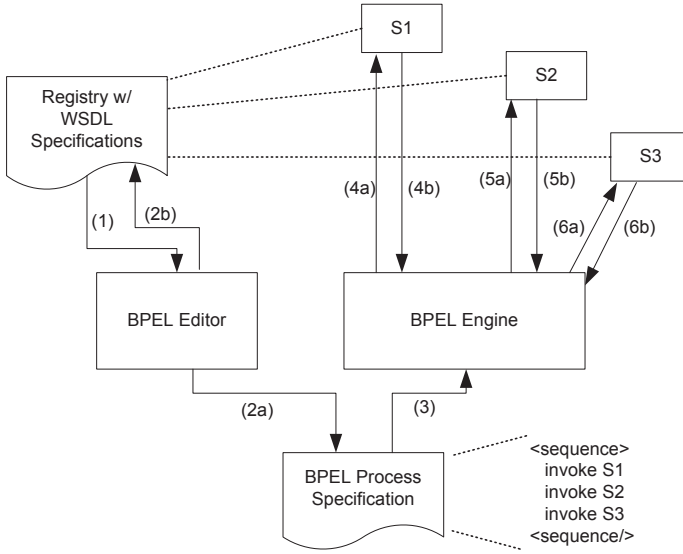 S1
S2
S3
Registry w/
WSDL
Specifications
(1)
(2b)
(4a)
(4b)
(5a)
(5b)
(6a)
(6b)
BPEL Editor
BPEL Engine
(2a)
(3)
BPEL Process
Specification
<sequence>
invoke S1
invoke S2
invoke S3
<sequence/>